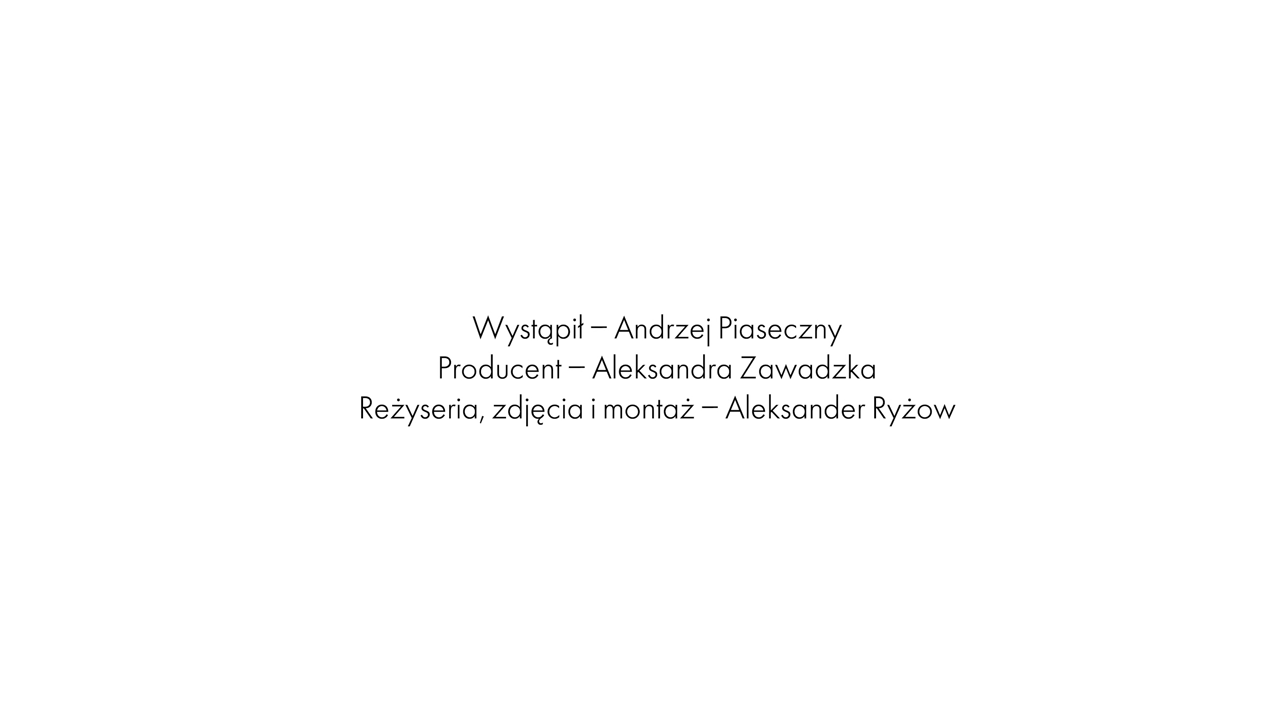 Wystąpił – Andrzej Piaseczny
Producent – Aleksandra Zawadzka
Reżyseria, zdjęcia i montaż – Aleksander Ryżow